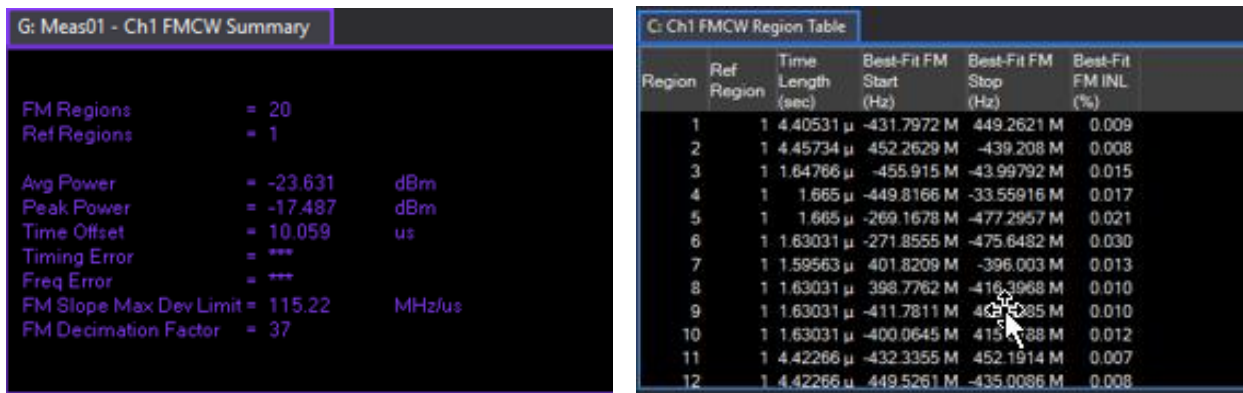 G: Meas01 - Ch1 FMCW Summary
FM Regions = 20
Ref Regions = 1
Avg Power = -23.631 dBm
Peak Power = -17.487 dBm
Time Offset = 10.059 us
Timing Error = ***
Freq Error = ***
FM Slope Max Dev Limit = 115.22 MHz/us
FM Decimation Factor = 37
C: Ch1 FMCW Region Table
Region Ref Region Time Length (sec) Best-Fit FM Start (Hz) Best-Fit FM Stop (Hz) Best-Fit FM INL (%)
1 1 4.40531 µ -431.7972 M 449.2621 M 0.009
2 1 4.45734 µ 452.2629 M -439.208 M 0.008
3 1 1.64766 µ -455.915 M -43.99792 M 0.015
4 1 1.665 µ -449.8166 M -33.55916 M 0.017
5 1 1.665 µ -269.1678 M -477.2957 M 0.021
6 1 1.63031 µ -271.8555 M -475.6482 M 0.030
7 1 1.59563 µ 401.8209 M -396.003 M 0.013
8 1 1.63031 µ 398.7762 M -416.3968 M 0.010
9 1 1.63031 µ -411.7811 M M 0.010
10 1 1.63031 µ -400.0645 M M 0.012
11 1 4.42266 µ -432.3355 M 452.1914 M 0.007
12 1 4.42266 µ 449.5261 M -435.0086 M 0.008